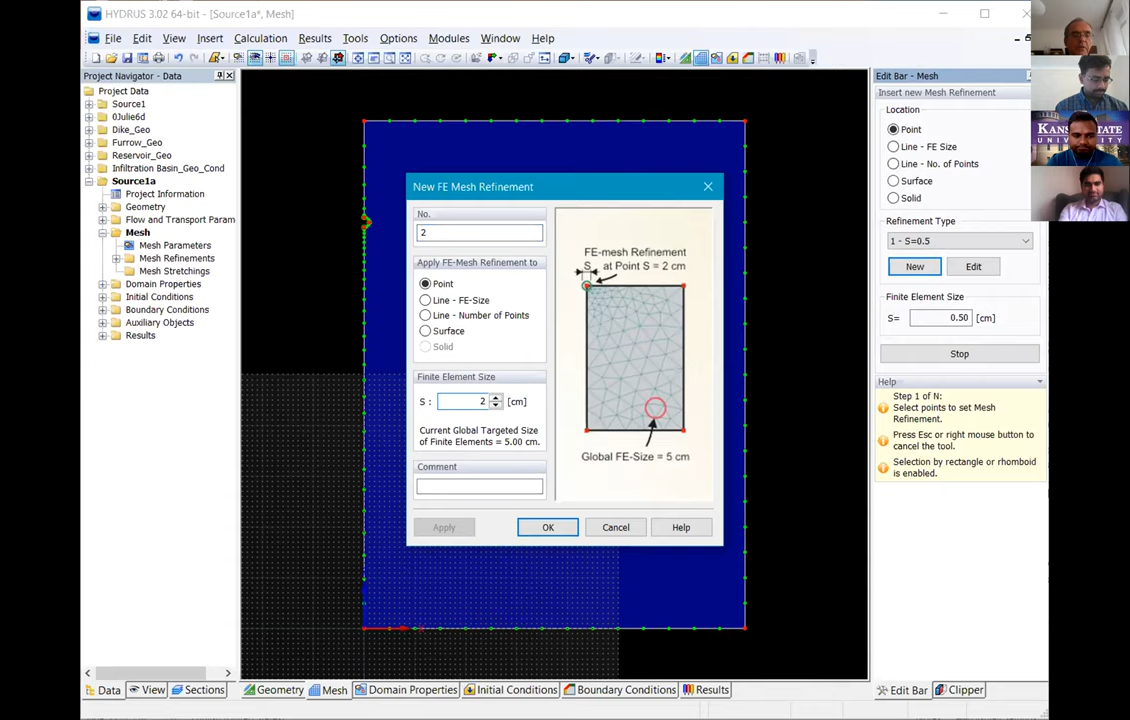 HYDRUS 3.02 64-bit - [Source1a*, Mesh]
File Edit View Insert Calculation Results Tools Options Modules Window Help
Project Navigator - Data
Project Data
Source1
0Julie6d
Dike_Geo
Furrow_Geo
Reservoir_Geo
Infiltration Basin_Geo_Cond
Source1a
Project Information
Geometry
Flow and Transport Param
Mesh
Mesh Parameters
Mesh Refinements
Mesh Stretchings
Domain Properties
Initial Conditions
Boundary Conditions
Auxiliary Objects
Results
Data View Sections
New FE Mesh Refinement
No.
2
Apply FE-Mesh Refinement to
Point
Line - FE-Size
Line - Number of Points
Surface
Solid
Finite Element Size
S : 2 [cm]
Current Global Targeted Size
of Finite Elements = 5.00 cm.
Comment
FE-mesh Refinement
S at Point S = 2 cm
Global FE-Size = 5 cm
Apply OK Cancel Help
Geometry Mesh Domain Properties Initial Conditions Boundary Conditions Results
Edit Bar - Mesh
Insert new Mesh Refinement
Location
Point
Line - FE Size
Line - No. of Points
Surface
Solid
Refinement Type
1 - S=0.5
New Edit
Finite Element Size
S= 0.50 [cm]
Stop
Help
Step 1 of N:
Select points to set Mesh
Refinement.
Press Esc or right mouse button to
cancel the tool.
Selection by rectangle or rhomboid
is enabled.
Edit Bar Clipper